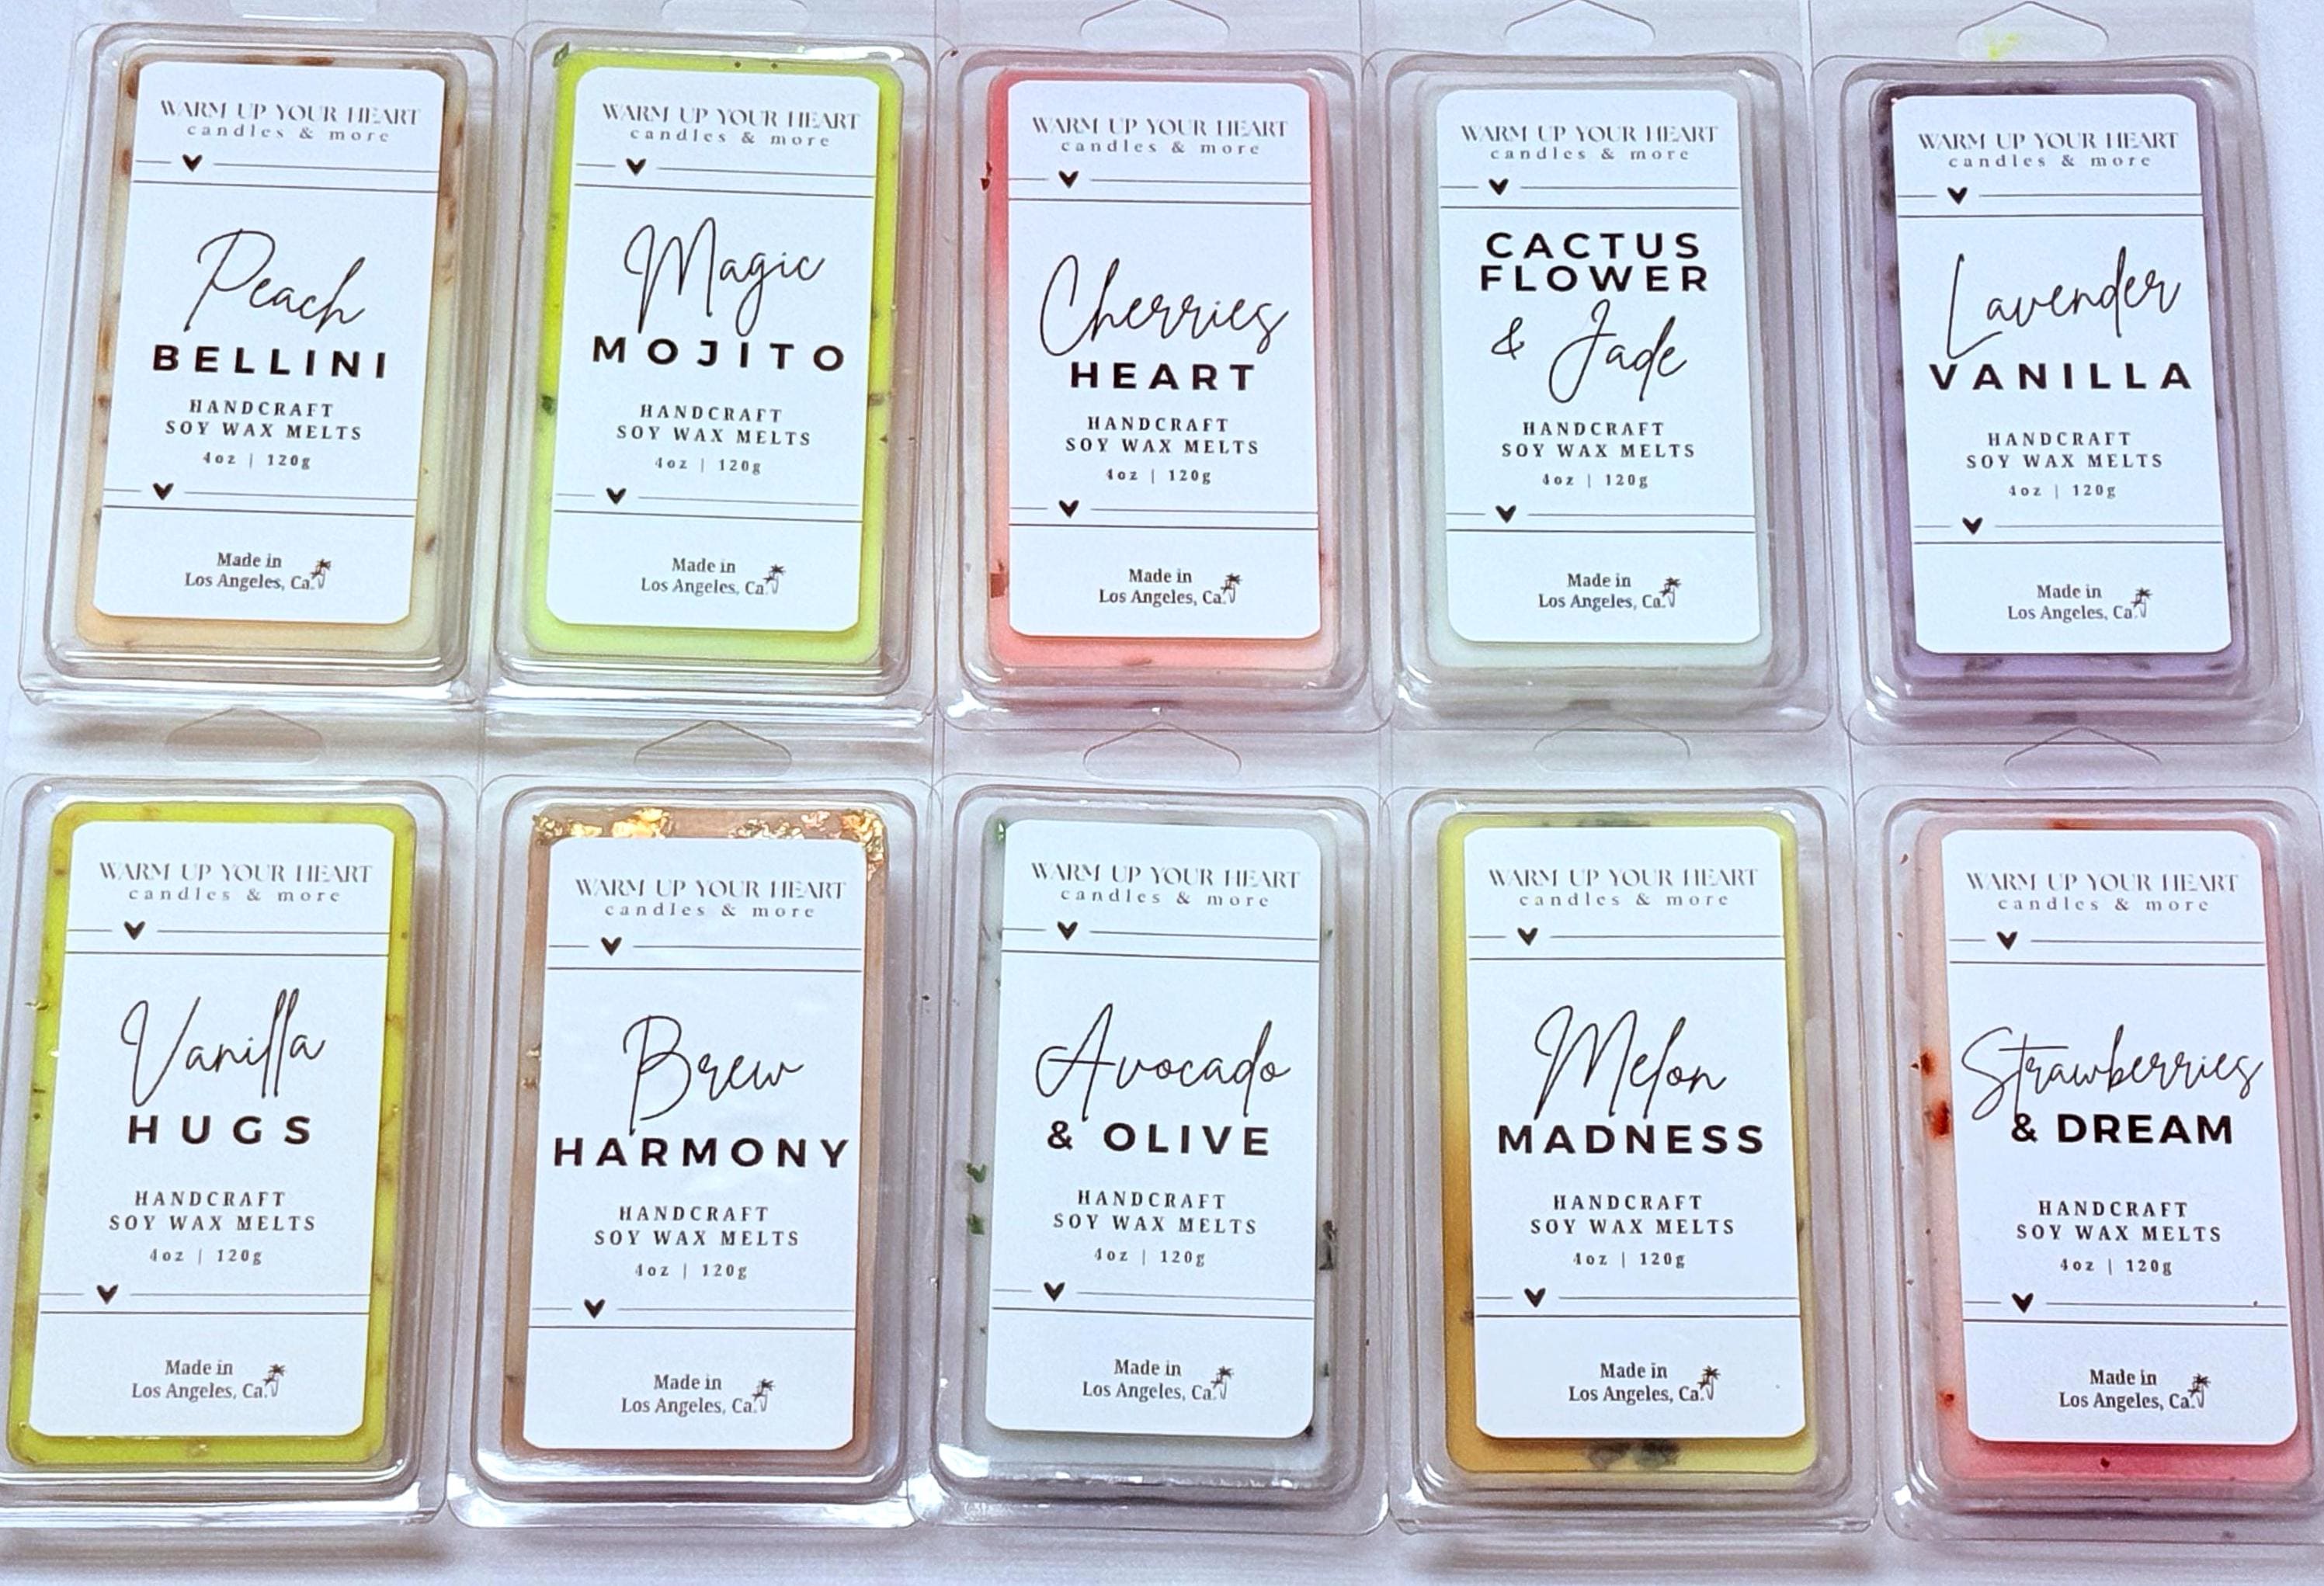 WARM UP YOUR HEART
candles & more
Peach
BELLINI
HANDCRAFT
SOY WAX MELTS
4oz | 120g
Made in
Los Angeles, Ca.
WARM UP YOUR HEART
candles & more
Magic
MOJITO
HANDCRAFT
SOY WAX MELTS
4oz | 120g
Made in
Los Angeles, Ca.
WARM UP YOUR HEART
candles & more
Cherries
HEART
HANDCRAFT
SOY WAX MELTS
4oz | 120g
Made in
Los Angeles, Ca.
WARM UP YOUR HEART
candles & more
CACTUS
FLOWER
& Jade
HANDCRAFT
SOY WAX MELTS
4oz | 120g
Made in
Los Angeles, Ca.
WARM UP YOUR HEART
candles & more
Lavender
VANILLA
HANDCRAFT
SOY WAX MELTS
4oz | 120g
Made in
Los Angeles, Ca.
WARM UP YOUR HEART
candles & more
Vanilla
HUGS
HANDCRAFT
SOY WAX MELTS
4oz | 120g
Made in
Los Angeles, Ca.
WARM UP YOUR HEART
candles & more
Brew
HARMONY
HANDCRAFT
SOY WAX MELTS
4oz | 120g
Made in
Los Angeles, Ca.
WARM UP YOUR HEART
candles & more
Avocado
& OLIVE
HANDCRAFT
SOY WAX MELTS
4oz | 120g
Made in
Los Angeles, Ca.
WARM UP YOUR HEART
candles & more
Melon
MADNESS
HANDCRAFT
SOY WAX MELTS
4oz | 120g
Made in
Los Angeles, Ca.
WARM UP YOUR HEART
candles & more
Strawberries
& DREAM
HANDCRAFT
SOY WAX MELTS
4oz | 120g
Made in
Los Angeles, Ca.